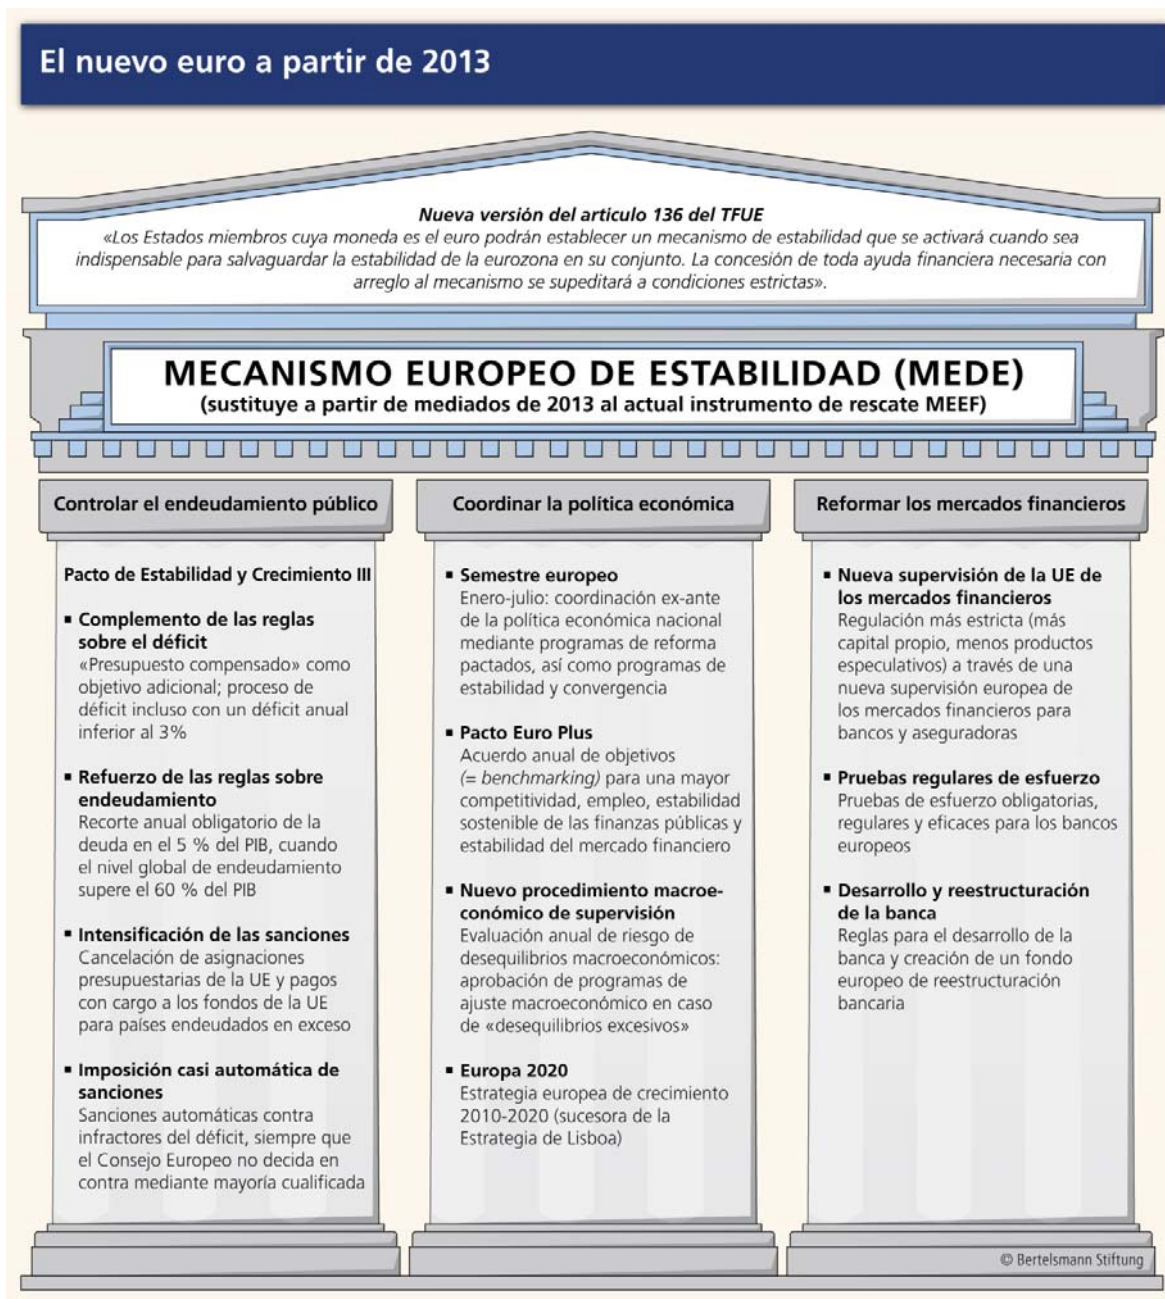 El nuevo euro a partir de 2013
Nueva versión del articulo 136 del TFUE
«Los Estados miembros cuya moneda es el euro podrán establecer un mecanismo de estabilidad que se activará cuando sea
indispensable para salvaguardar la estabilidad de la eurozona en su conjunto. La concesión de toda ayuda financiera necesaria con
arreglo al mecanismo se supeditará a condiciones estrictas».
MECANISMO EUROPEO DE ESTABILIDAD (MEDE)
(sustituye a partir de mediados de 2013 al actual instrumento de rescate MEEF)
Controlar el endeudamiento público
Pacto de Estabilidad y Crecimiento III
▪ Complemento de las reglas
sobre el déficit
«Presupuesto compensado» como
objetivo adicional; proceso de
déficit incluso con un déficit anual
inferior al 3%
▪ Refuerzo de las reglas sobre
endeudamiento
Recorte anual obligatorio de la
deuda en el 5 % del PIB, cuando
el nivel global de endeudamiento
supere el 60 % del PIB
▪ Intensificación de las sanciones
Cancelación de asignaciones
presupuestarias de la UE y pagos
con cargo a los fondos de la UE
para países endeudados en exceso
▪ Imposición casi automática de
sanciones
Sanciones automáticas contra
infractores del déficit, siempre que
el Consejo Europeo no decida en
contra mediante mayoría cualificada
Coordinar la política económica
▪ Semestre europeo
Enero-julio: coordinación ex-ante
de la política económica nacional
mediante programas de reforma
pactados, así como programas de
estabilidad y convergencia
▪ Pacto Euro Plus
Acuerdo anual de objetivos
(= benchmarking) para una mayor
competitividad, empleo, estabilidad
sostenible de las finanzas públicas y
estabilidad del mercado financiero
▪ Nuevo procedimiento macroe-
conómico de supervisión
Evaluación anual de riesgo de
desequilibrios macroeconómicos:
aprobación de programas de
ajuste macroeconómico en caso
de «desequilibrios excesivos»
▪ Europa 2020
Estrategia europea de crecimiento
2010-2020 (sucesora de la
Estrategia de Lisboa)
Reformar los mercados financieros
▪ Nueva supervisión de la UE de
los mercados financieros
Regulación más estricta (más
capital propio, menos productos
especulativos) a través de una
nueva supervisión europea de
los mercados financieros para
bancos y aseguradoras
▪ Pruebas regulares de esfuerzo
Pruebas de esfuerzo obligatorias,
regulares y eficaces para los bancos
europeos
▪ Desarrollo y reestructuración
de la banca
Reglas para el desarrollo de la
banca y creación de un fondo
europeo de reestructuración
bancaria
© Bertelsmann Stiftung